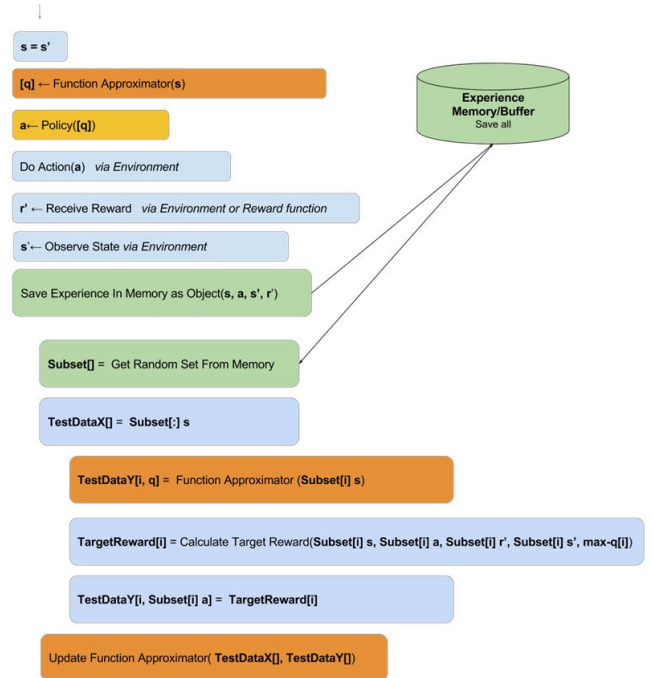 s = s'
[q] ← Function Approximator(s)
a← Policy([q])
Do Action(a) via Environment
r' ← Receive Reward via Environment or Reward function
s'← Observe State via Environment
Save Experience In Memory as Object(s, a, s', r')
Experience
Memory/Buffer
Save all
Subset[] = Get Random Set From Memory
TestDataX[] = Subset[:] s
TestDataY[i, q] = Function Approximator (Subset[i] s)
TargetReward[i] = Calculate Target Reward(Subset[i] s, Subset[i] a, Subset[i] r', Subset[i] s', max-q[i])
TestDataY[i, Subset[i] a] = TargetReward[i]
Update Function Approximator( TestDataX[], TestDataY[])